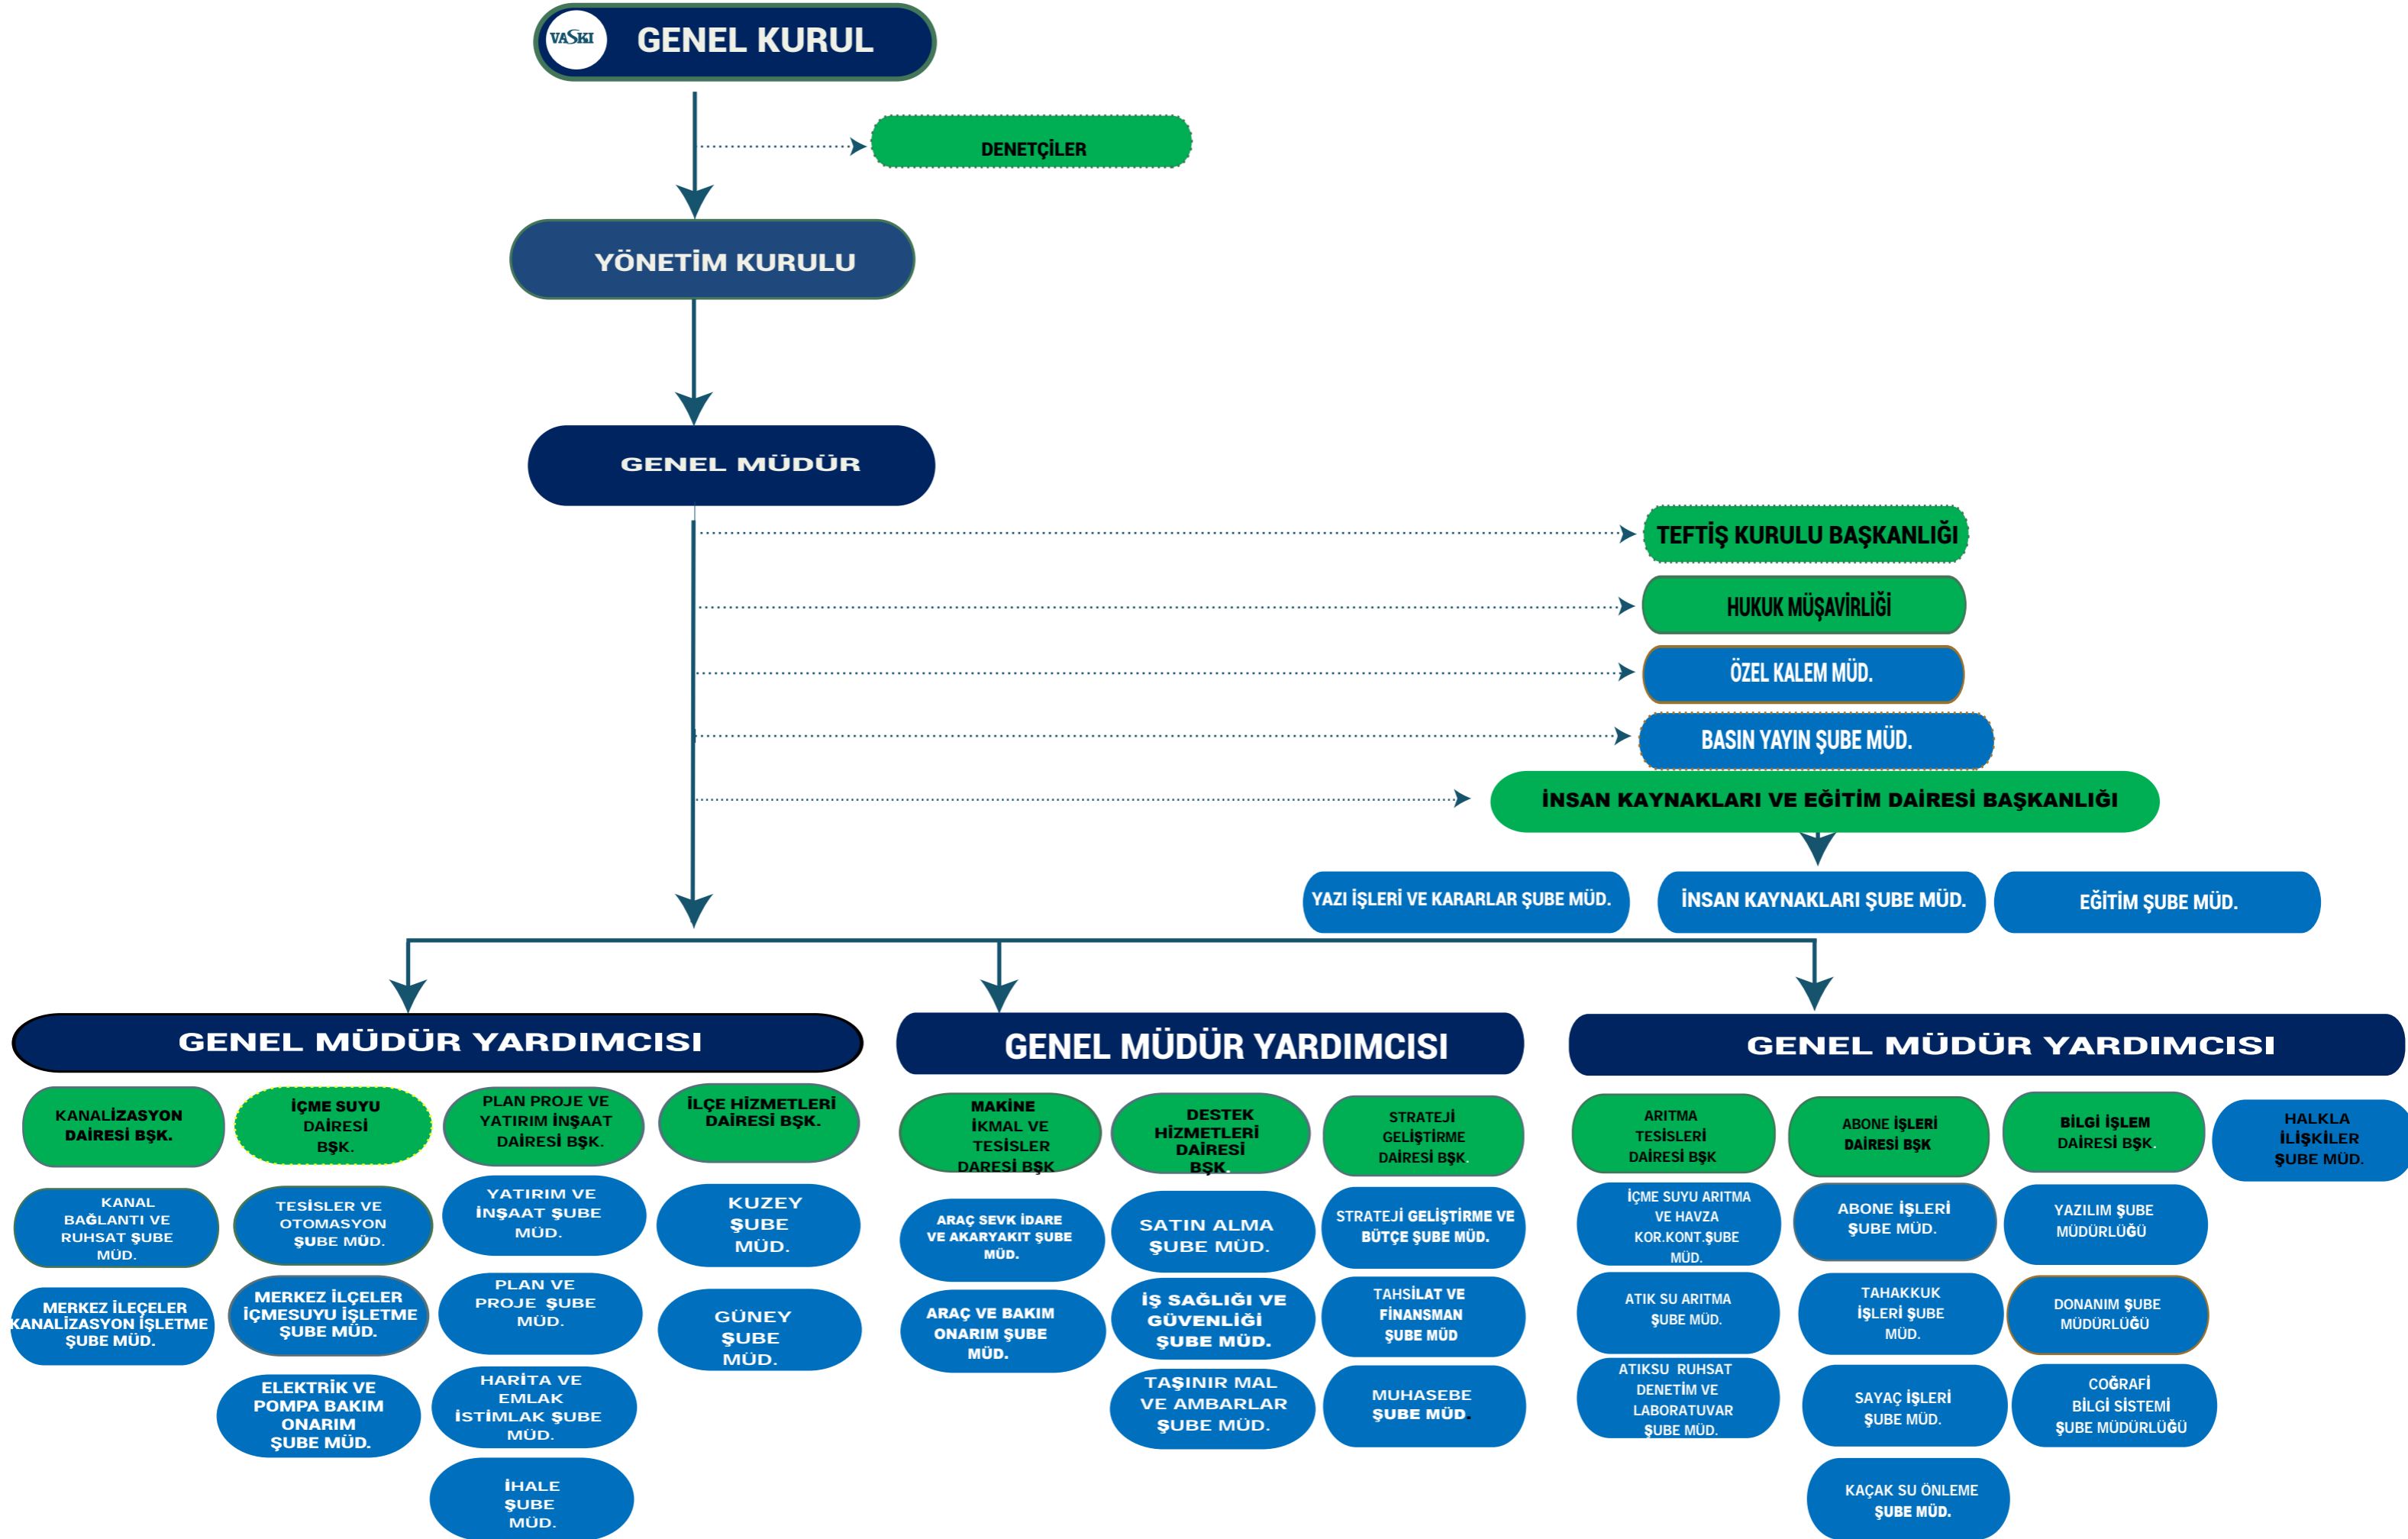 VASKI
GENEL KURUL
DENETÇİLER
YÖNETİM KURULU
GENEL MÜDÜR
TEFTİŞ KURULU BAŞKANLIĞI
HUKUK MÜŞAVİRLİĞİ
ÖZEL KALEM MÜD.
BASIN YAYIN ŞUBE MÜD.
İNSAN KAYNAKLARI VE EĞİTİM DAİRESİ BAŞKANLIĞI
YAZI İŞLERİ VE KARARLAR ŞUBE MÜD.
İNSAN KAYNAKLARI ŞUBE MÜD.
EĞİTİM ŞUBE MÜD.
GENEL MÜDÜR YARDIMCISI
KANALİZASYON
DAİRESİ BŞK.
KANAL
BAĞLANTI VE
RUHSAT ŞUBE
MÜD.
MERKEZ İLEÇELER
KANALİZASYON İŞLETME
ŞUBE MÜD.
İÇME SUYU
DAİRESİ
BŞK.
TESİSLER VE
OTOMASYON
ŞUBE MÜD.
MERKEZ İLÇELER
İÇMESUYU İŞLETME
ŞUBE MÜD.
ELEKTRİK VE
POMPA BAKIM
ONARIM
ŞUBE MÜD.
PLAN PROJE VE
YATIRIM İNŞAAT
DAİRESİ BŞK.
YATIRIM VE
İNŞAAT ŞUBE
MÜD.
PLAN VE
PROJE ŞUBE
MÜD.
HARİTA VE
EMLAK
İSTİMLAK ŞUBE
MÜD.
İHALE
ŞUBE
MÜD.
İLÇE HİZMETLERİ
DAİRESİ BŞK.
KUZEY
ŞUBE
MÜD.
GÜNEY
ŞUBE
MÜD.
GENEL MÜDÜR YARDIMCISI
MAKİNE
İKMAL VE
TESİSLER
DARESİ BŞK
ARAÇ SEVK İDARE
VE AKARYAKIT ŞUBE
MÜD.
ARAÇ VE BAKIM
ONARIM ŞUBE
MÜD.
DESTEK
HİZMETLERİ
DAİRESİ
BŞK.
SATIN ALMA
ŞUBE MÜD.
İŞ SAĞLIĞI VE
GÜVENLİĞİ
ŞUBE MÜD.
TAŞINIR MAL
VE AMBARLAR
ŞUBE MÜD.
STRATEJİ
GELİŞTİRME
DAİRESİ BŞK.
STRATEJİ GELİŞTİRME VE
BÜTÇE ŞUBE MÜD.
TAHSİLAT VE
FİNANSMAN
ŞUBE MÜD
MUHASEBE
ŞUBE MÜD.
GENEL MÜDÜR YARDIMCISI
ARITMA
TESİSLERİ
DAİRESİ BŞK
İÇME SUYU ARITMA
VE HAVZA
KOR.KONT.ŞUBE
MÜD.
ATIK SU ARITMA
ŞUBE MÜD.
ATIKSU RUHSAT
DENETİM VE
LABORATUVAR
ŞUBE MÜD.
ABONE İŞLERİ
DAİRESİ BŞK
ABONE İŞLERİ
ŞUBE MÜD.
TAHAKKUK
İŞLERİ ŞUBE
MÜD.
SAYAÇ İŞLERİ
ŞUBE MÜD.
KAÇAK SU ÖNLEME
ŞUBE MÜD.
BİLGİ İŞLEM
DAİRESİ BŞK.
YAZILIM ŞUBE
MÜDÜRLÜĞÜ
DONANIM ŞUBE
MÜDÜRLÜĞÜ
COĞRAFİ
BİLGİ SİSTEMİ
ŞUBE MÜDÜRLÜĞÜ
HALKLA
İLİŞKİLER
ŞUBE MÜD.